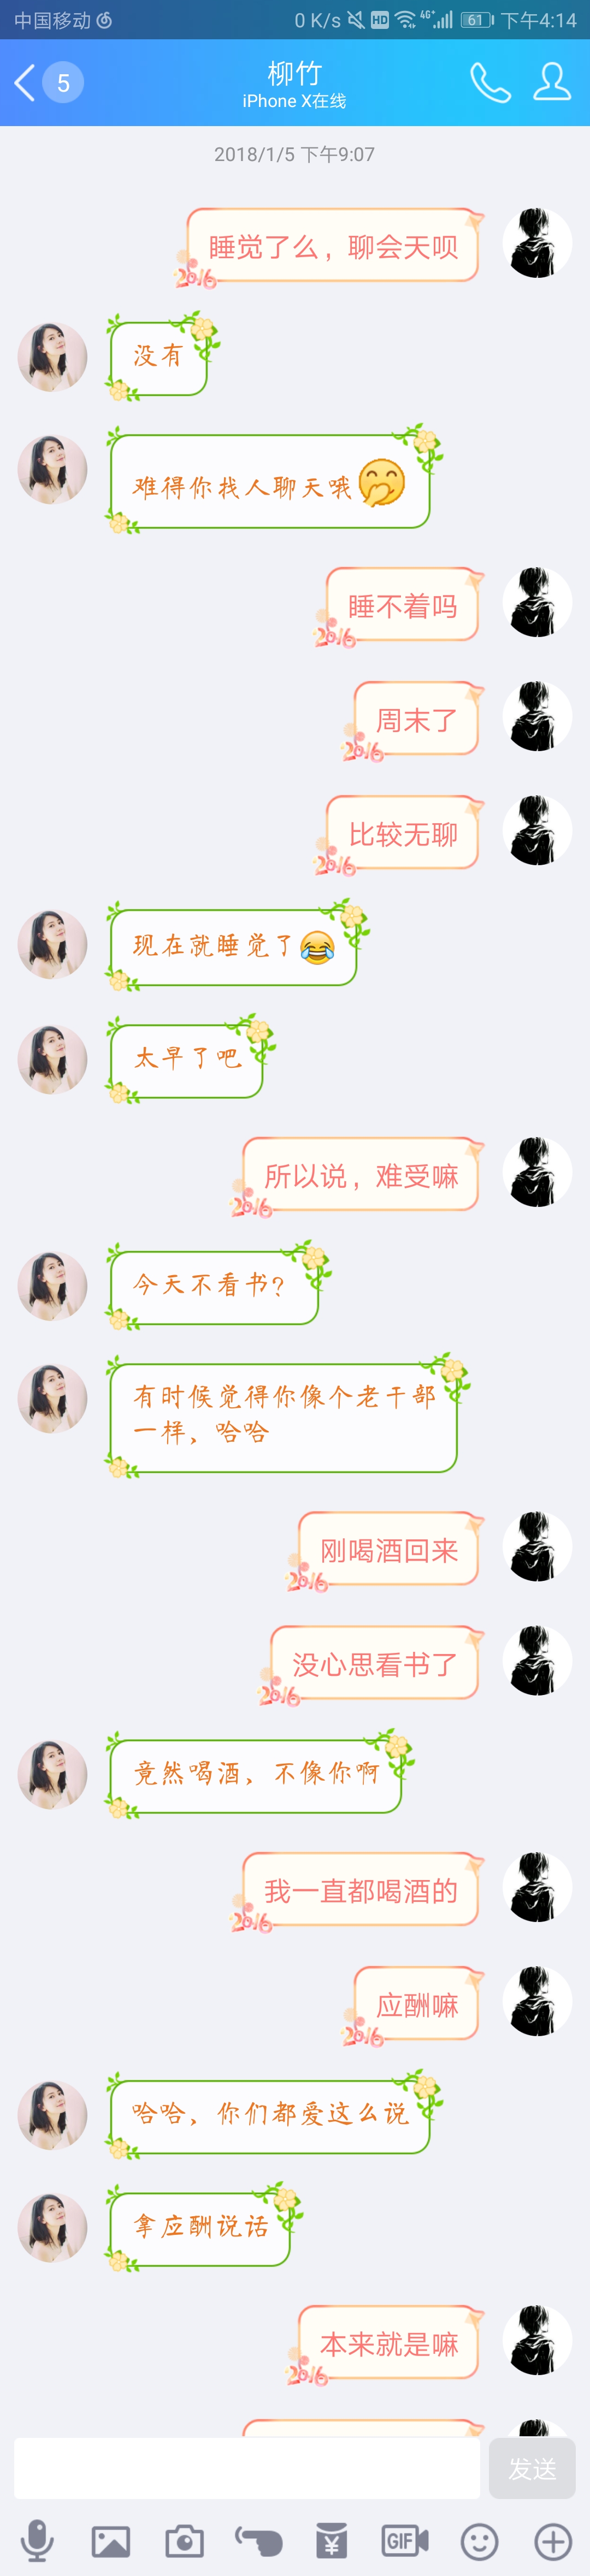 中国移动 0 K/s HD 4G+ 61 下午4:14
5 柳竹
iPhone X在线
2018/1/5 下午9:07
睡觉了么，聊会天呗
2016
没有
难得你找人聊天哦
睡不着吗
2016
周末了
2016
比较无聊
2016
现在就睡觉了
太早了吧
所以说，难受嘛
2016
今天不看书?
有时候觉得你像个老干部
一样，哈哈
刚喝酒回来
2016
没心思看书了
2016
竟然喝酒，不像你啊
我一直都喝酒的
2016
应酬嘛
2016
哈哈，你们都爱这么说
拿应酬说话
本来就是嘛
2016
发送
GIF